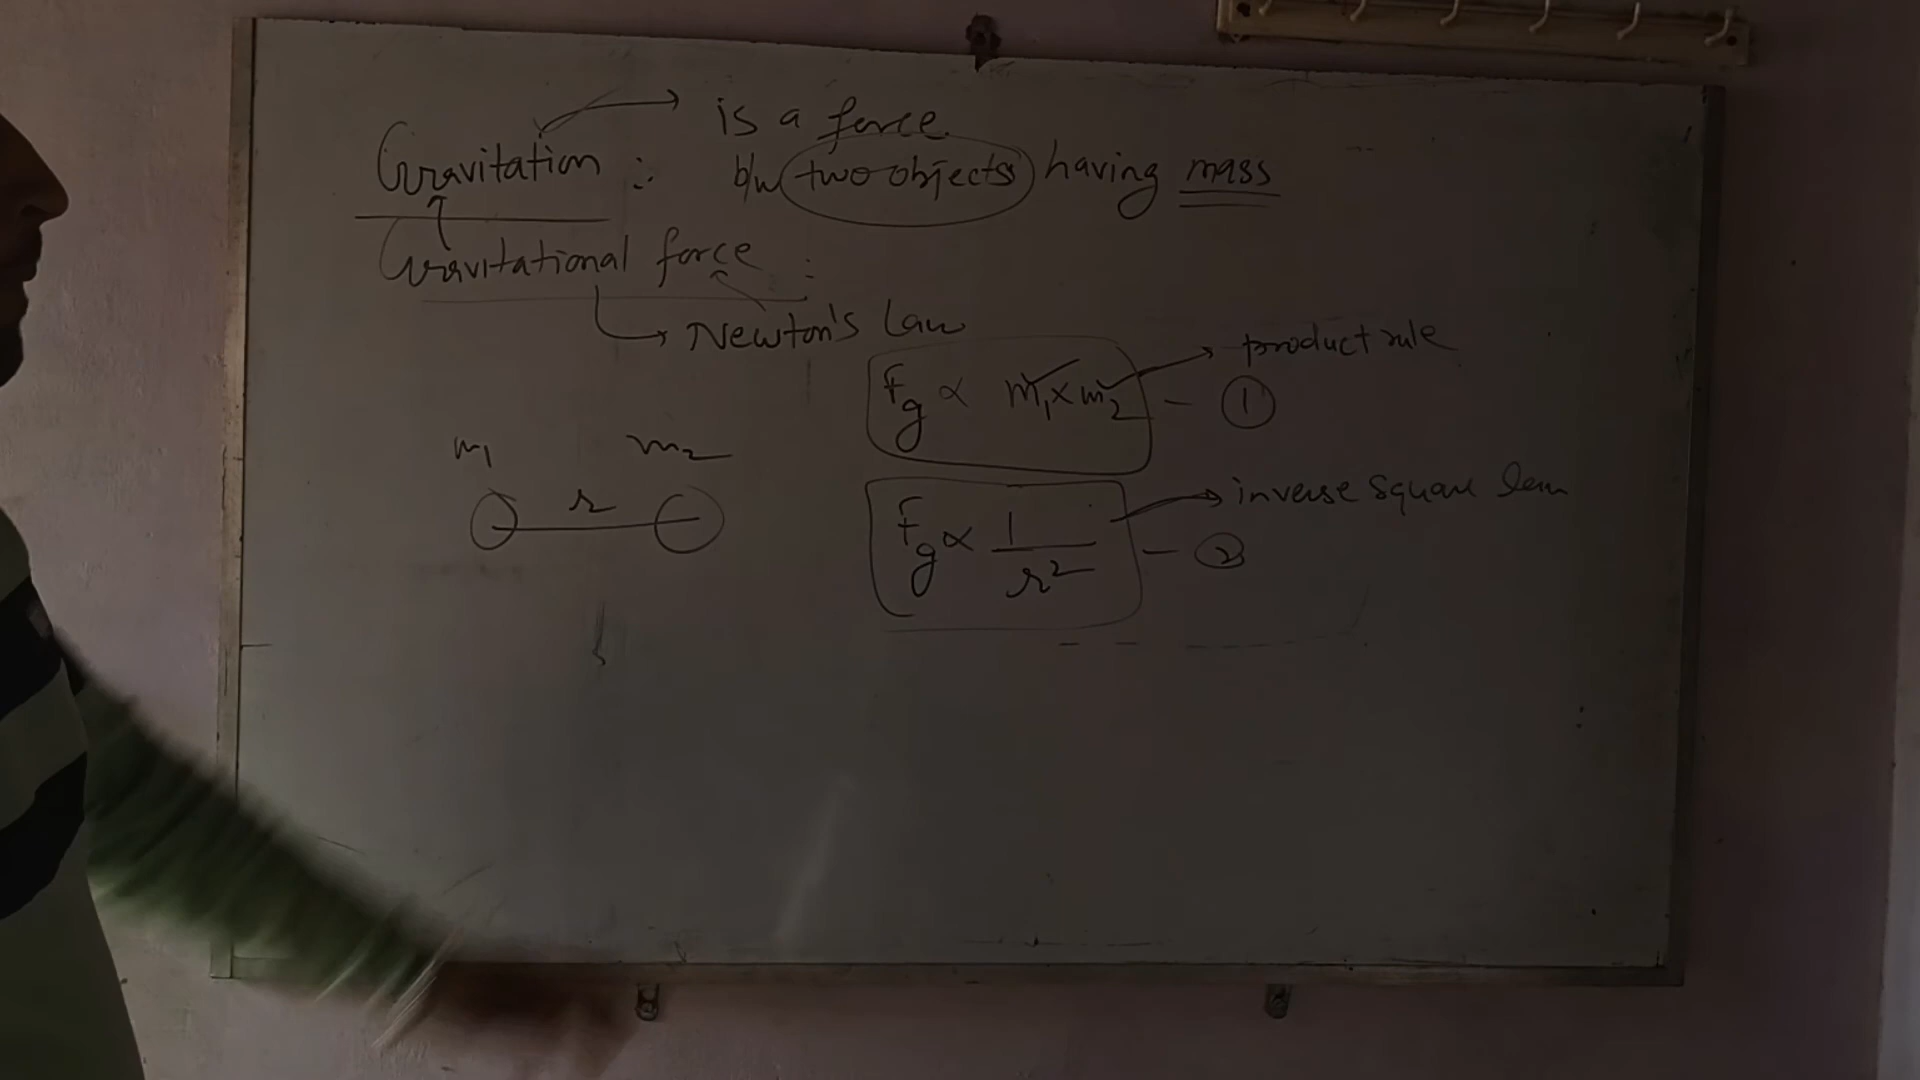 Gravitation : is a force
b/w two objects having mass
Gravitational force :
Newton's Law
Fg ∝ m₁ × m₂ — ① product rule
m₁ m₂
r
Fg ∝ 1/r² — ② inverse square law